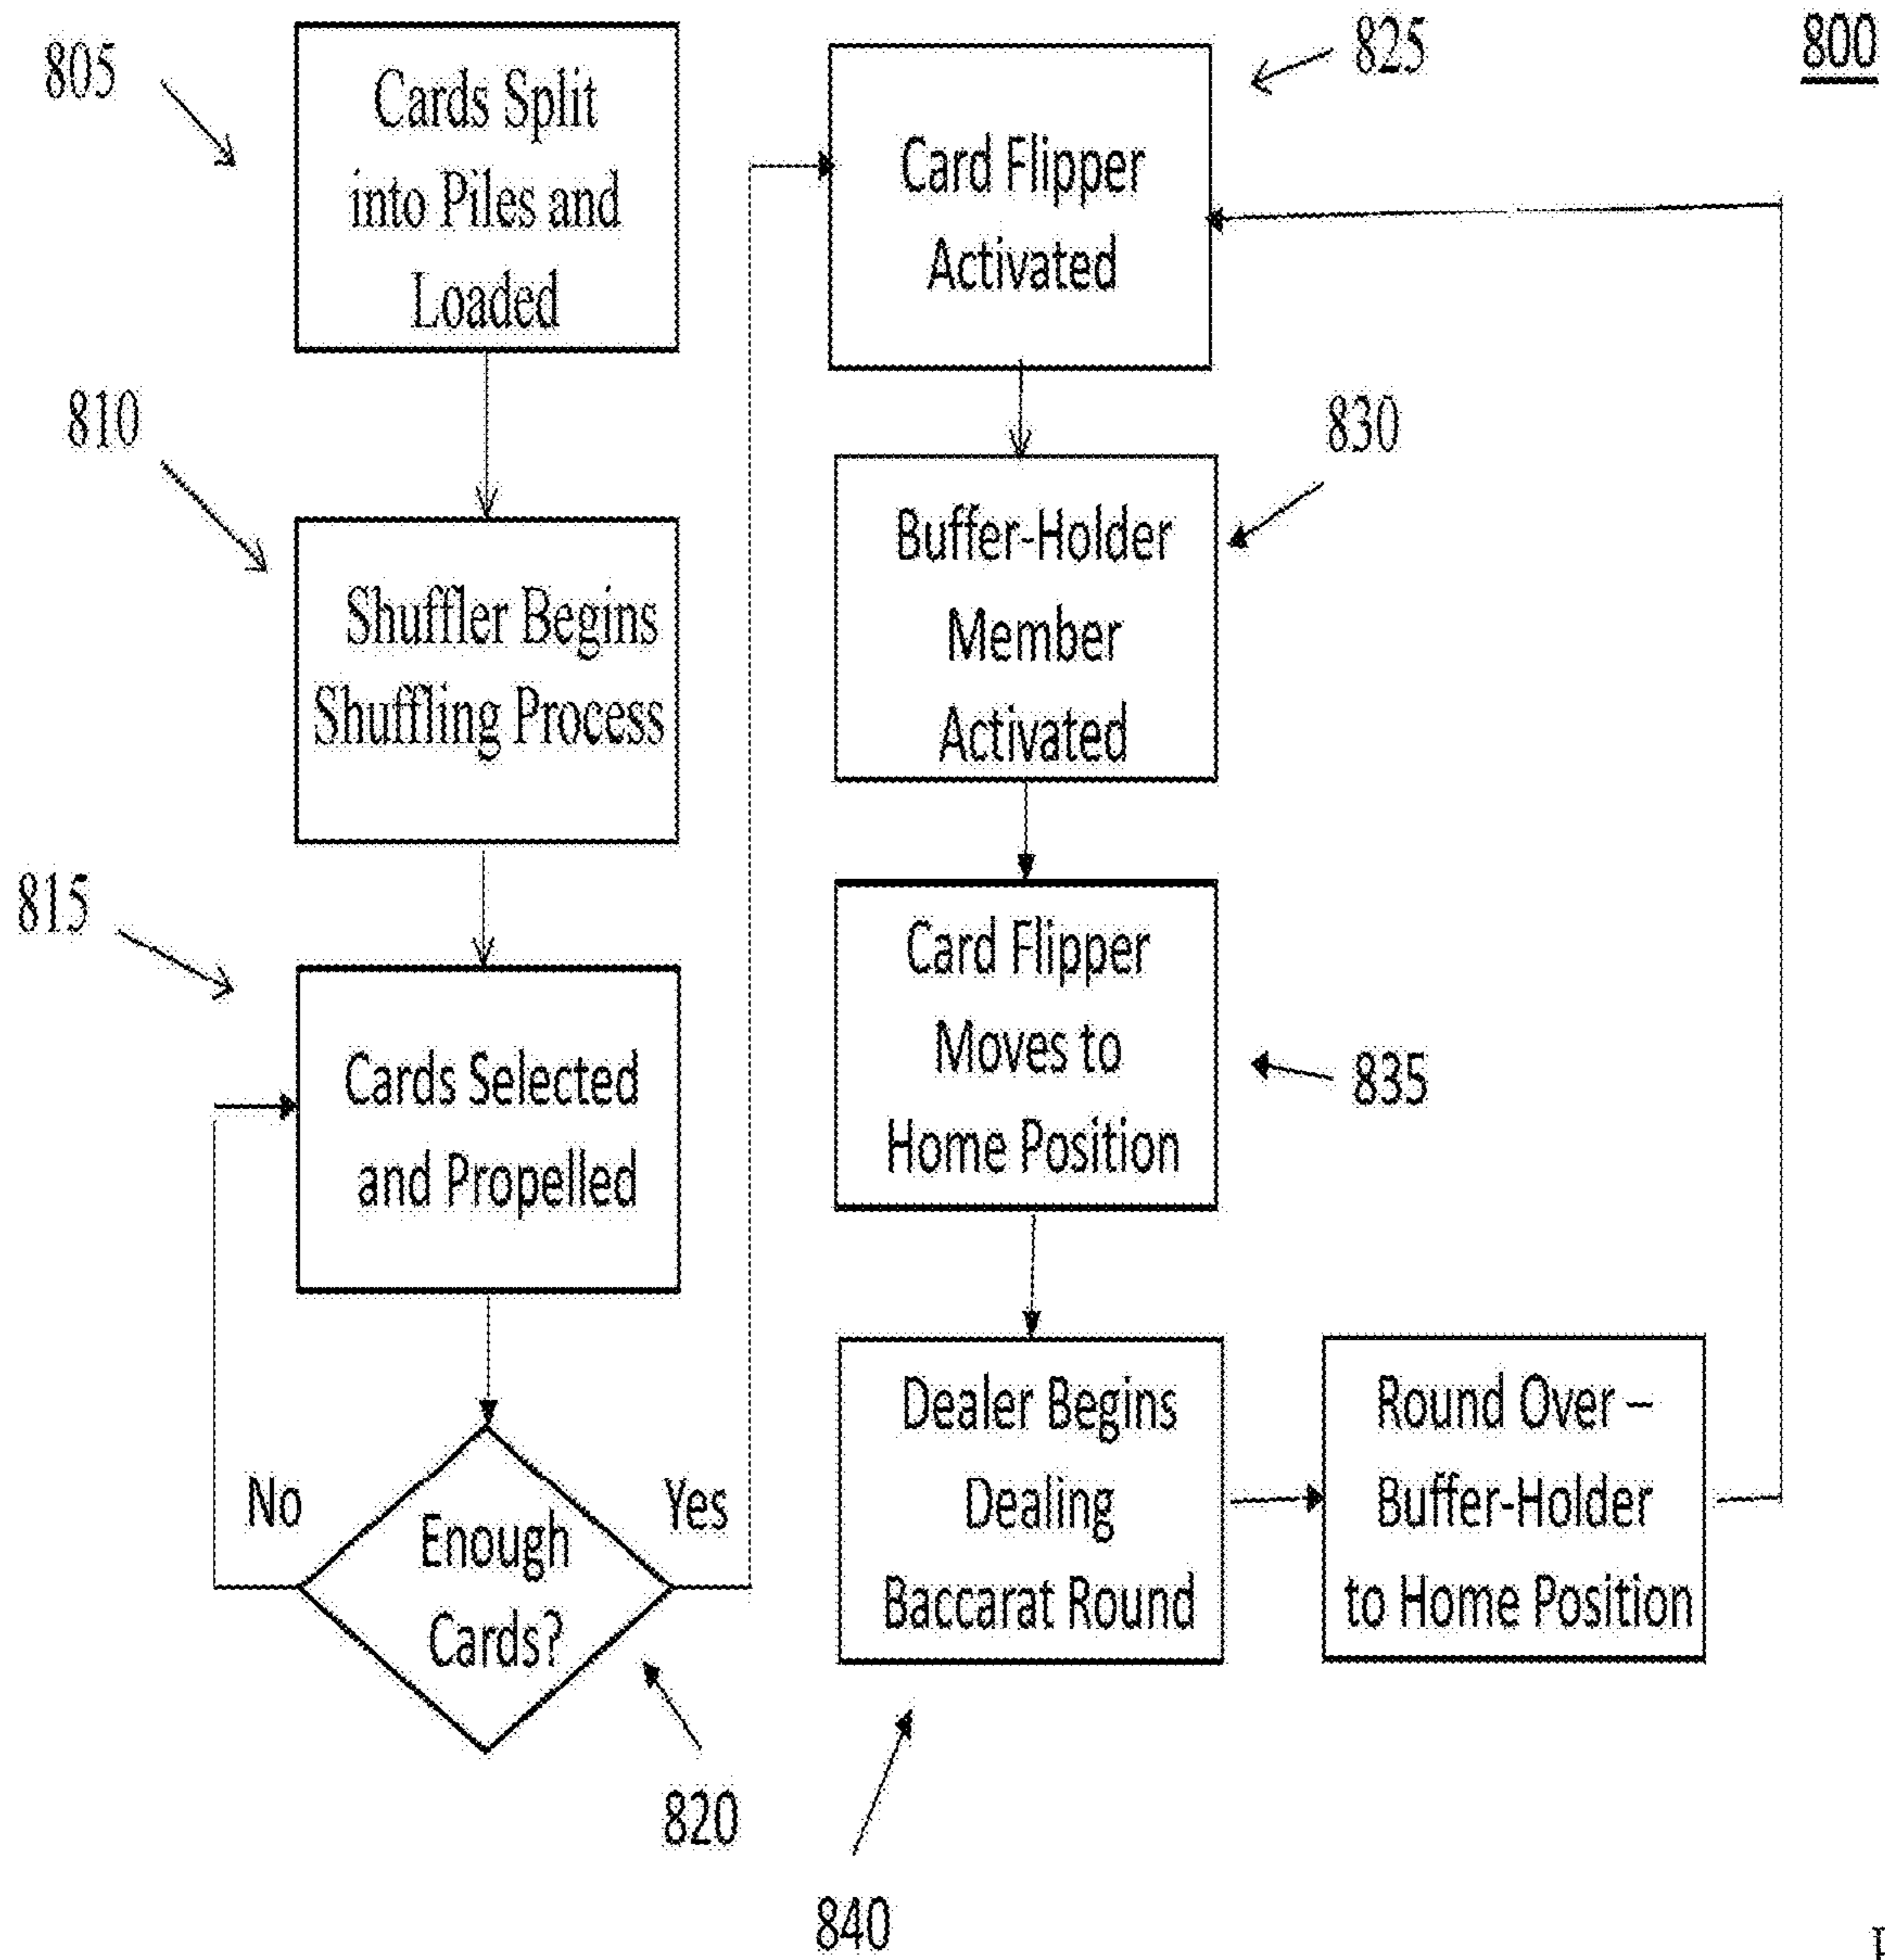 800
805
Cards Split
into Piles and
Loaded
810
Shuffler Begins
Shuffling Process
815
Cards Selected
and Propelled
No
Yes
Enough
Cards?
820
825
Card Flipper
Activated
830
Buffer-Holder
Member
Activated
835
Card Flipper
Moves to
Home Position
Dealer Begins
Dealing
Baccarat Round
840
Round Over –
Buffer-Holder
to Home Position